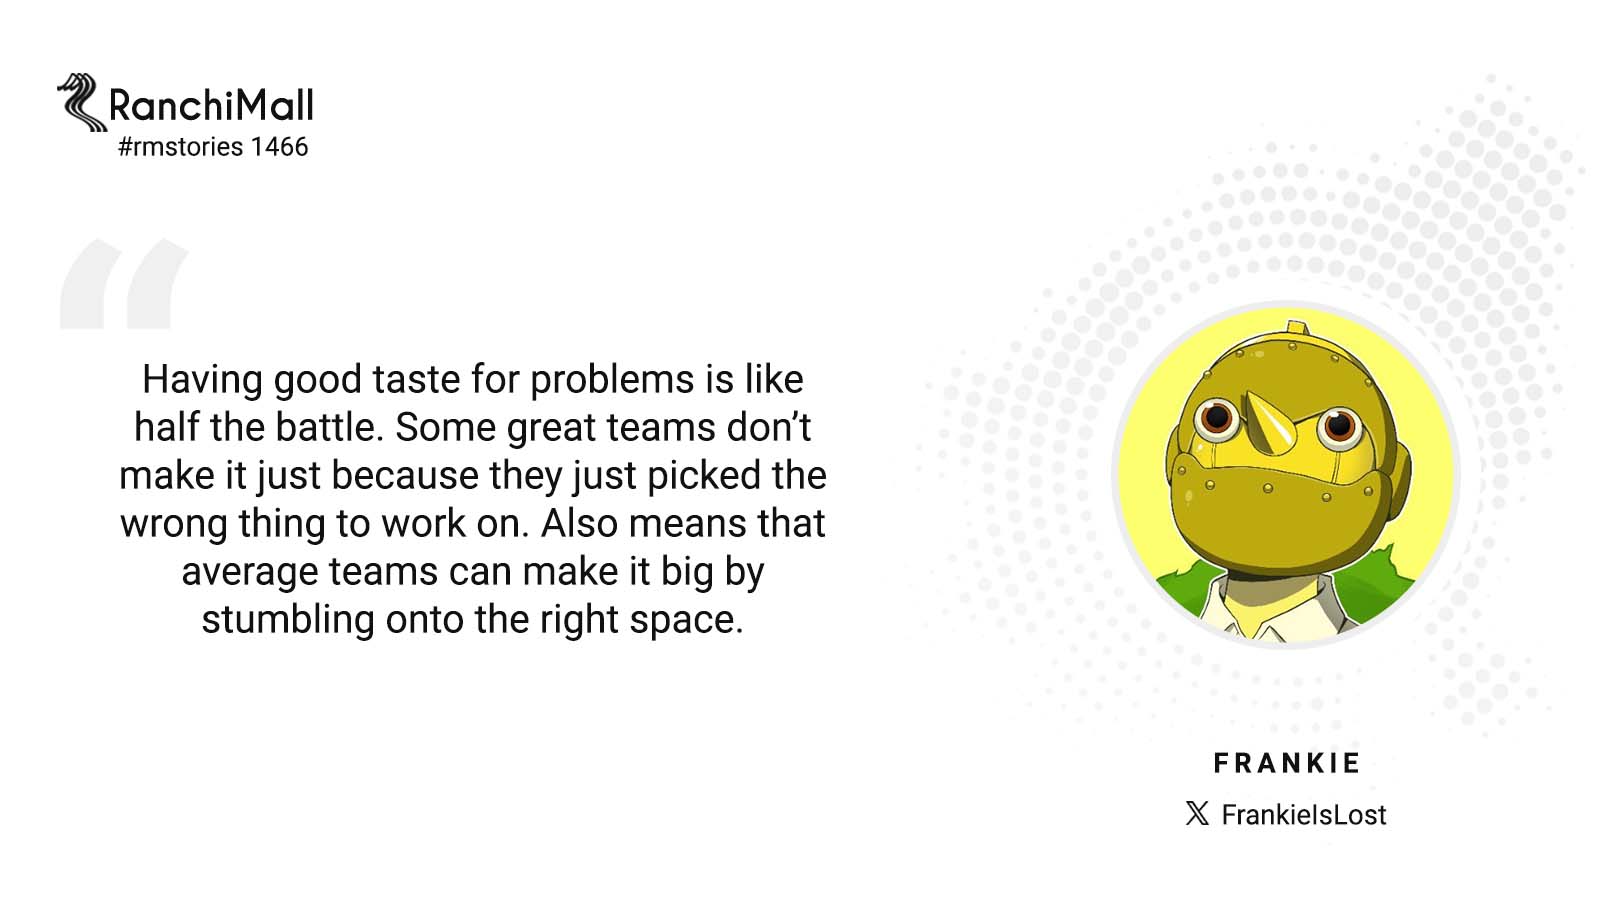 RanchiMall
#rmstories 1466
“
Having good taste for problems is like
half the battle. Some great teams don’t
make it just because they just picked the
wrong thing to work on. Also means that
average teams can make it big by
stumbling onto the right space.
FRANKIE
X FrankieIsLost